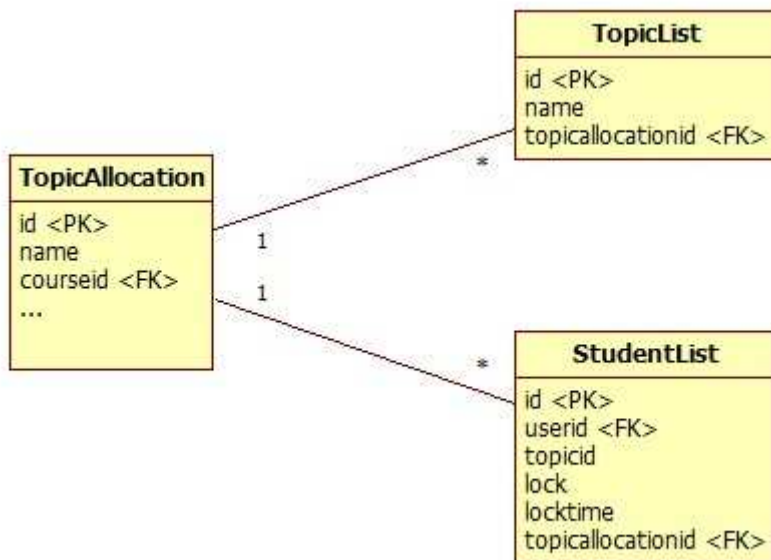 TopicList
id <PK>
name
topicallocationid <FK>
*
TopicAllocation
id <PK>
name
courseid <FK>
...
1
1
*
StudentList
id <PK>
userid <FK>
topicid
lock
locktime
topicallocationid <FK>